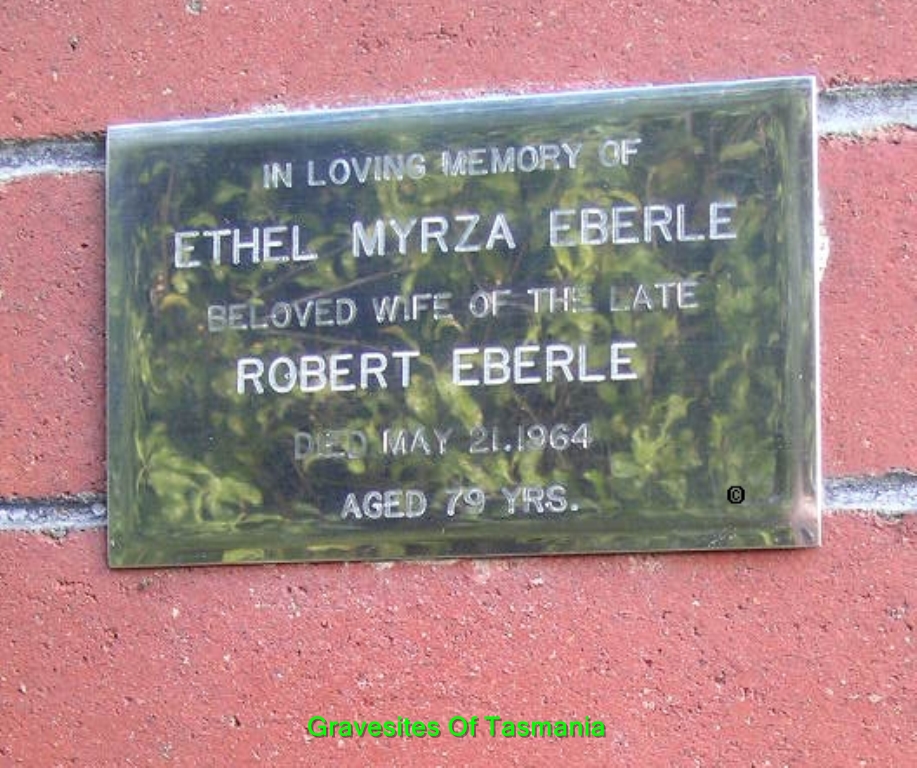 IN LOVING MEMORY OF
ETHEL MYRZA EBERLE
BELOVED WIFE OF THE LATE
ROBERT EBERLE
DIED MAY 21.1964
AGED 79 YRS.
©
Gravesites Of Tasmania